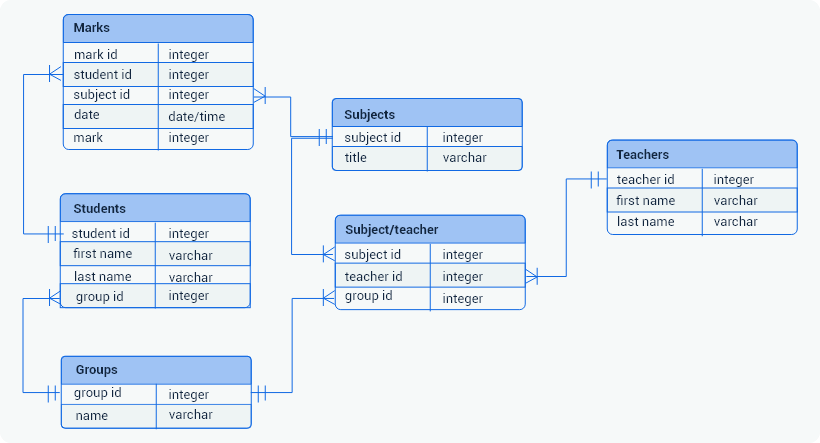 Marks
mark id integer
student id integer
subject id integer
date date/time
mark integer
Subjects
subject id integer
title varchar
Teachers
teacher id integer
first name varchar
last name varchar
Students
student id integer
first name varchar
last name varchar
group id integer
Subject/teacher
subject id integer
teacher id integer
group id integer
Groups
group id integer
name varchar